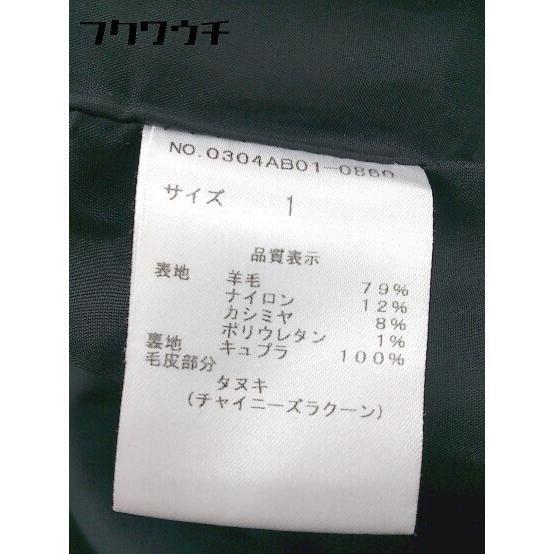 フクワウチ
NO.0304AB01-0860
サイズ 1
品質表示
表地 羊毛 79%
ナイロン 12%
カシミヤ 8%
ポリウレタン 1%
裏地 キュプラ 100%
毛皮部分
タヌキ
(チャイニーズラクーン)